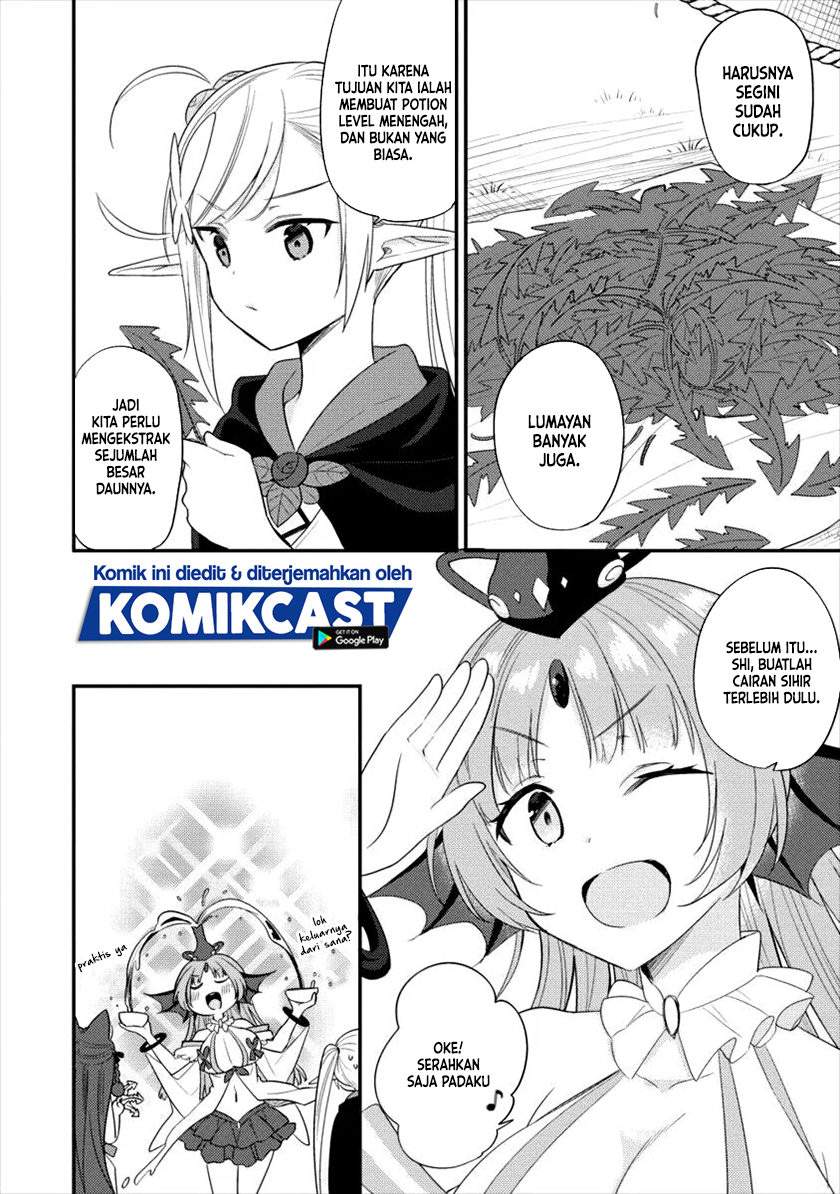 HARUSNYA
SEGINI
SUDAH
CUKUP.
LUMAYAN
BANYAK
JUGA.
ITU KARENA
TUJUAN KITA IALAH
MEMBUAT POTION
LEVEL MENENGAH,
DAN BUKAN YANG
BIASA.
JADI
KITA PERLU
MENGEKSTRAK
SEJUMLAH
BESAR
DAUNNYA.
Komik ini diedit & diterjemahkan oleh
KOMIKCAST
GET IT ON
Google Play
SEBELUM ITU...
SHI, BUATLAH
CAIRAN SIHIR
TERLEBIH DULU.
OKE!
SERAHKAN
SAJA PADAKU
loh
keluarnya
dari sana?
praktis ya